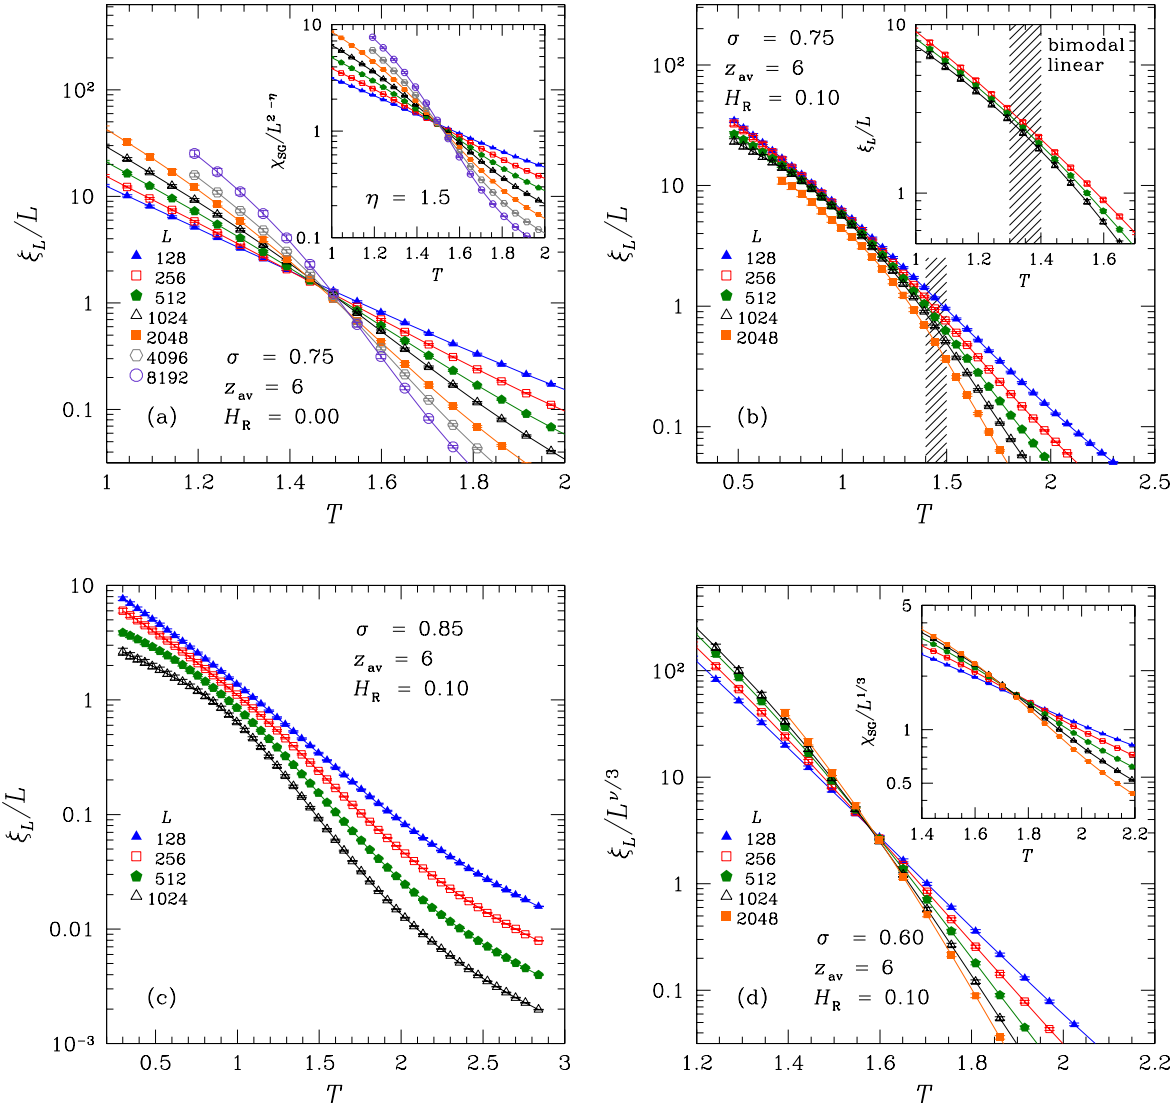 10²
10
1
0.1
ξ_L/L
1
1.2
1.4
1.6
1.8
2
T
L
128
256
512
1024
2048
4096
8192
σ = 0.75
z_av = 6
H_R = 0.00
(a)
10
1
0.1
χ_SG/L^{2-η}
η = 1.5
1
1.2
1.4
1.6
1.8
2
T
10²
10
1
0.1
ξ_L/L
0.5
1
1.5
2
2.5
T
σ = 0.75
z_av = 6
H_R = 0.10
L
128
256
512
1024
2048
(b)
10
1
ξ_L/L
bimodal
linear
1
1.2
1.4
1.6
T
10
1
0.1
0.01
10⁻³
ξ_L/L
0.5
1
1.5
2
2.5
3
T
σ = 0.85
z_av = 6
H_R = 0.10
L
128
256
512
1024
(c)
10²
10
1
0.1
ξ_L/L^{ν/3}
1.2
1.4
1.6
1.8
2
2.2
T
L
128
256
512
1024
2048
σ = 0.60
z_av = 6
H_R = 0.10
(d)
5
1
0.5
χ_SG/L^{1/3}
1.4
1.6
1.8
2
2.2
T